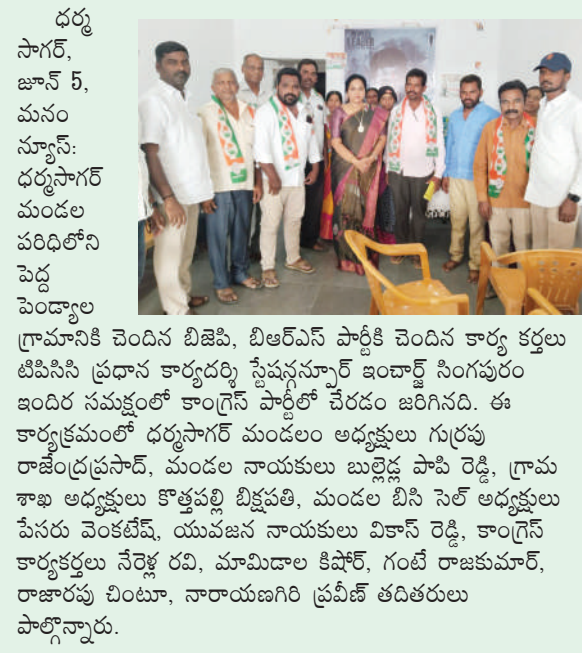 ధర్మ
సాగర్,
జూన్ 5,
మనం
న్యూస్:
ధర్మసాగర్
మండల
పరిధిలోని
పెద్ద
పెండ్యాల
గ్రామానికి చెందిన బిజెపి, బిఆర్ఎస్ పార్టీకి చెందిన కార్య కర్తలు
టిపిసిసి ప్రధాన కార్యదర్శి స్టేషన్గన్పూర్ ఇంచార్జ్ సింగపురం
ఇందిర సమక్షంలో కాంగ్రెస్ పార్టీలో చేరడం జరిగినది. ఈ
కార్యక్రమంలో ధర్మసాగర్ మండలం అధ్యక్షులు గుర్రపు
రాజేంద్రప్రసాద్, మండల నాయకులు బుల్లెడ్ల పాపి రెడ్డి, గ్రామ
శాఖ అధ్యక్షులు కొత్తపల్లి బిక్షపతి, మండల బిసి సెల్ అధ్యక్షులు
పేసరు వెంకటేష్, యువజన నాయకులు వికాస్ రెడ్డి, కాంగ్రెస్
కార్యకర్తలు నేరెళ్ల రవి, మామిడాల కిషోర్, గంటే రాజకుమార్,
రాజారపు చింటూ, నారాయణగిరి ప్రవీణ్ తదితరులు
పాల్గొన్నారు.